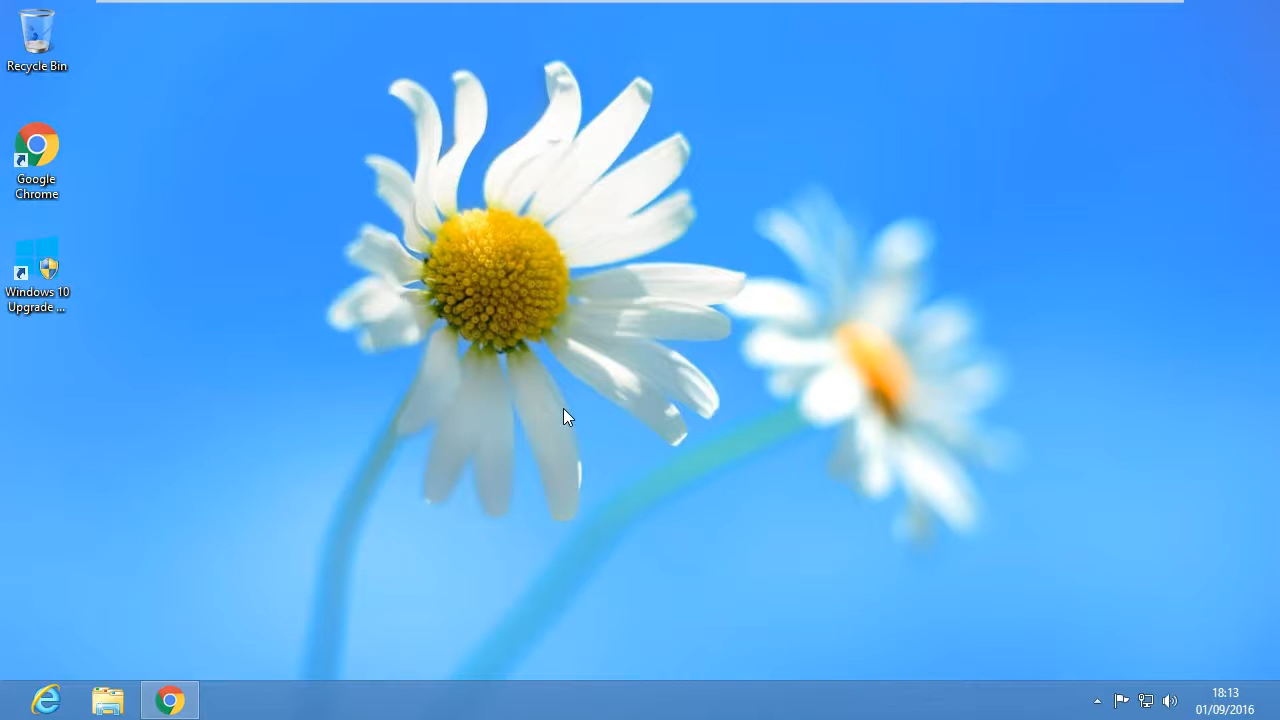 Recycle Bin
Google
Chrome
Windows 10
Upgrade ...
18:13
01/09/2016